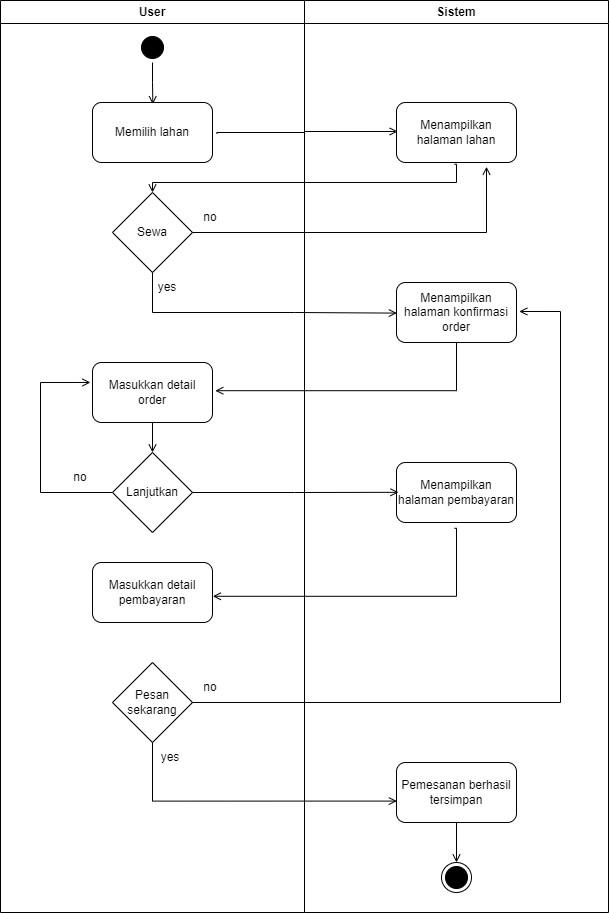 User
Sistem
Memilih lahan
Menampilkan
halaman lahan
Sewa
no
yes
Menampilkan
halaman konfirmasi
order
Masukkan detail
order
no
Lanjutkan
Menampilkan
halaman pembayaran
Masukkan detail
pembayaran
Pesan
sekarang
no
yes
Pemesanan berhasil
tersimpan